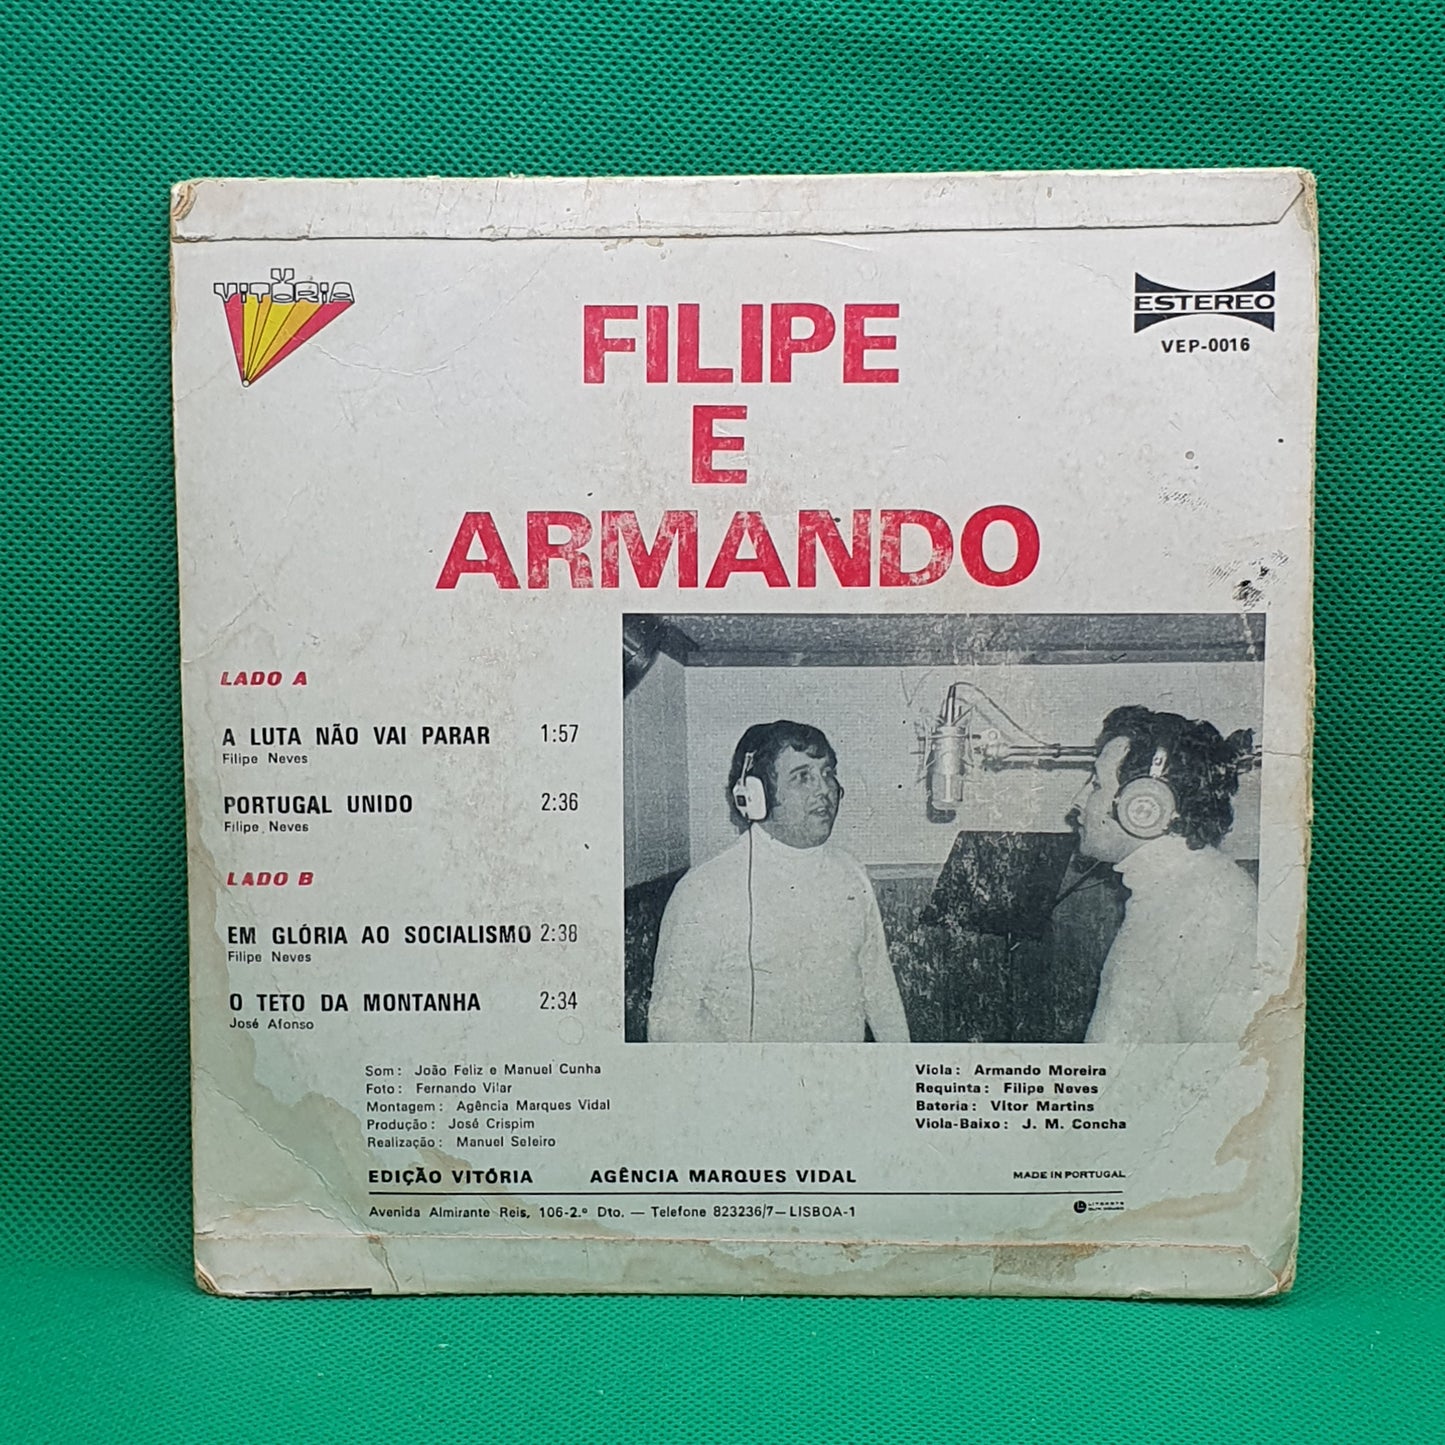 VITÓRIA
ESTEREO
VEP-0016
FILIPE
E
ARMANDO
LADO A
A LUTA NÃO VAI PARAR 1:57
Filipe Neves
PORTUGAL UNIDO 2:36
Filipe Neves
LADO B
EM GLÓRIA AO SOCIALISMO 2:38
Filipe Neves
O TETO DA MONTANHA 2:34
José Afonso
Som: João Feliz e Manuel Cunha
Foto: Fernando Vilar
Montagem: Agência Marques Vidal
Produção: José Crispim
Realização: Manuel Seleiro
Viola: Armando Moreira
Requinta: Filipe Neves
Bateria: Vitor Martins
Viola-Baixo: J. M. Concha
EDIÇÃO VITÓRIA AGÊNCIA MARQUES VIDAL MADE IN PORTUGAL
Avenida Almirante Reis, 106-2.º Dto. — Telefone 823236/7 — LISBOA-1